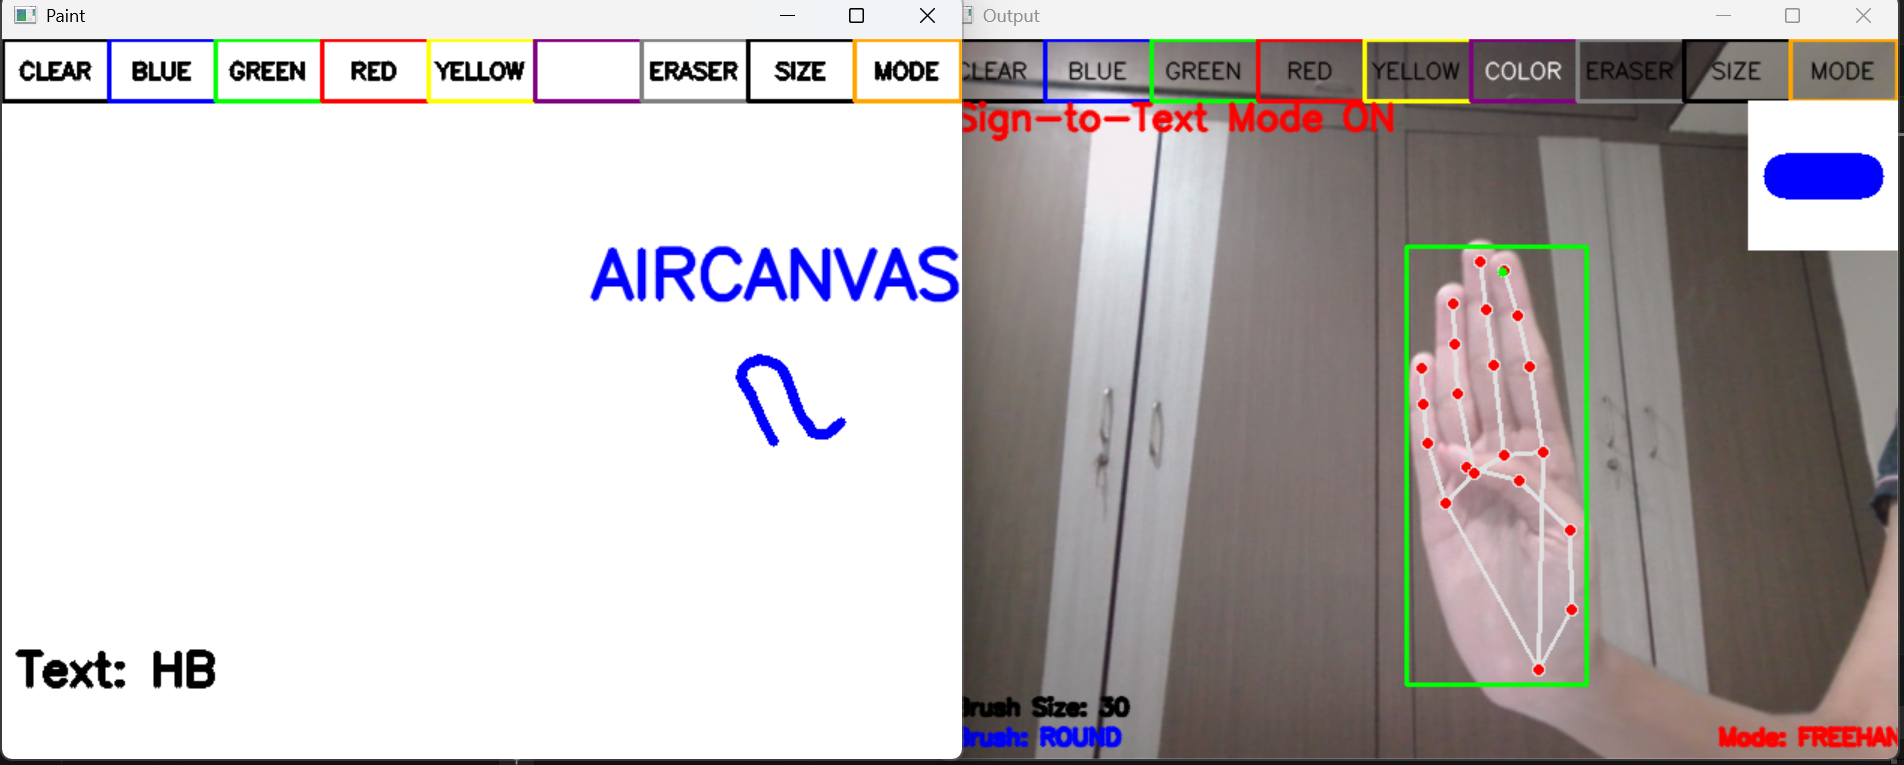 Paint
CLEAR BLUE GREEN RED YELLOW ERASER SIZE MODE
AIRCANVAS
Text: HB
Output
CLEAR BLUE GREEN RED YELLOW COLOR ERASER SIZE MODE
Sign-to-Text Mode ON
Brush Size: 30
Brush: ROUND
Mode: FREEHAN